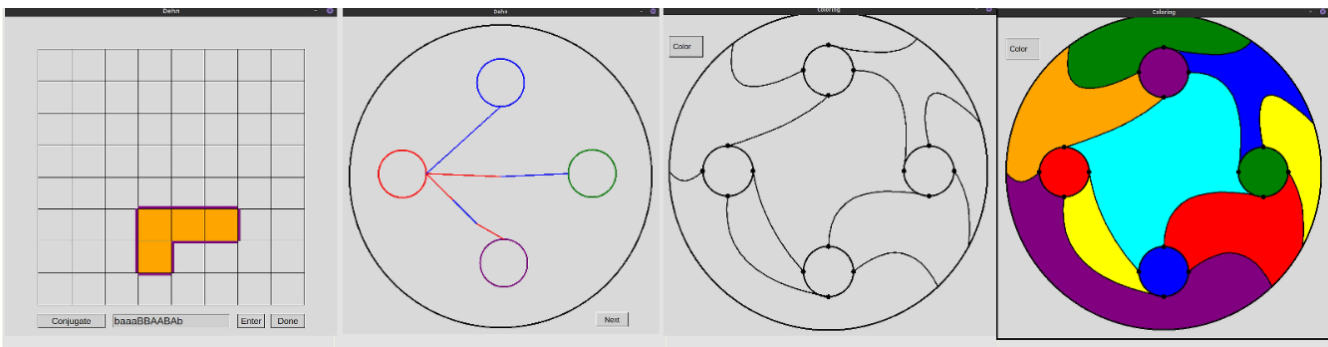 Dehn
Dehn
Coloring
Coloring
Color
Color
Conjugate baaaBBAABAb Enter Done
Next